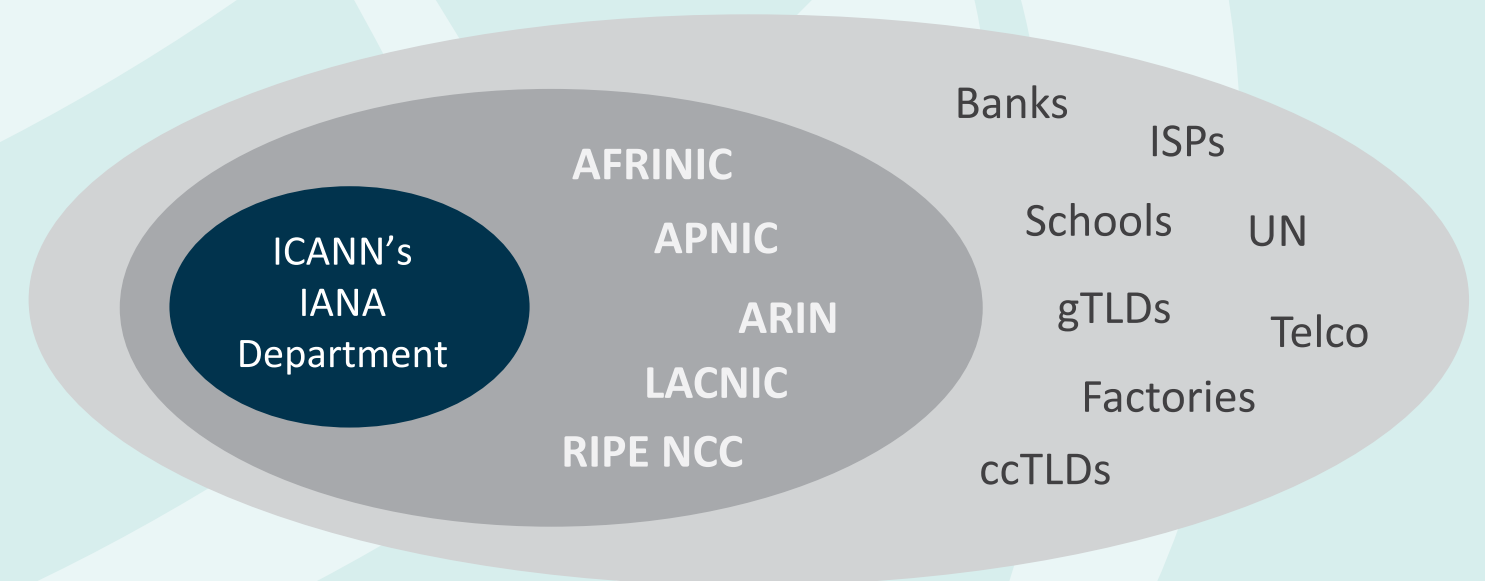 ICANN’s
IANA
Department
AFRINIC
APNIC
ARIN
LACNIC
RIPE NCC
Banks
ISPs
Schools
UN
gTLDs
Telco
Factories
ccTLDs